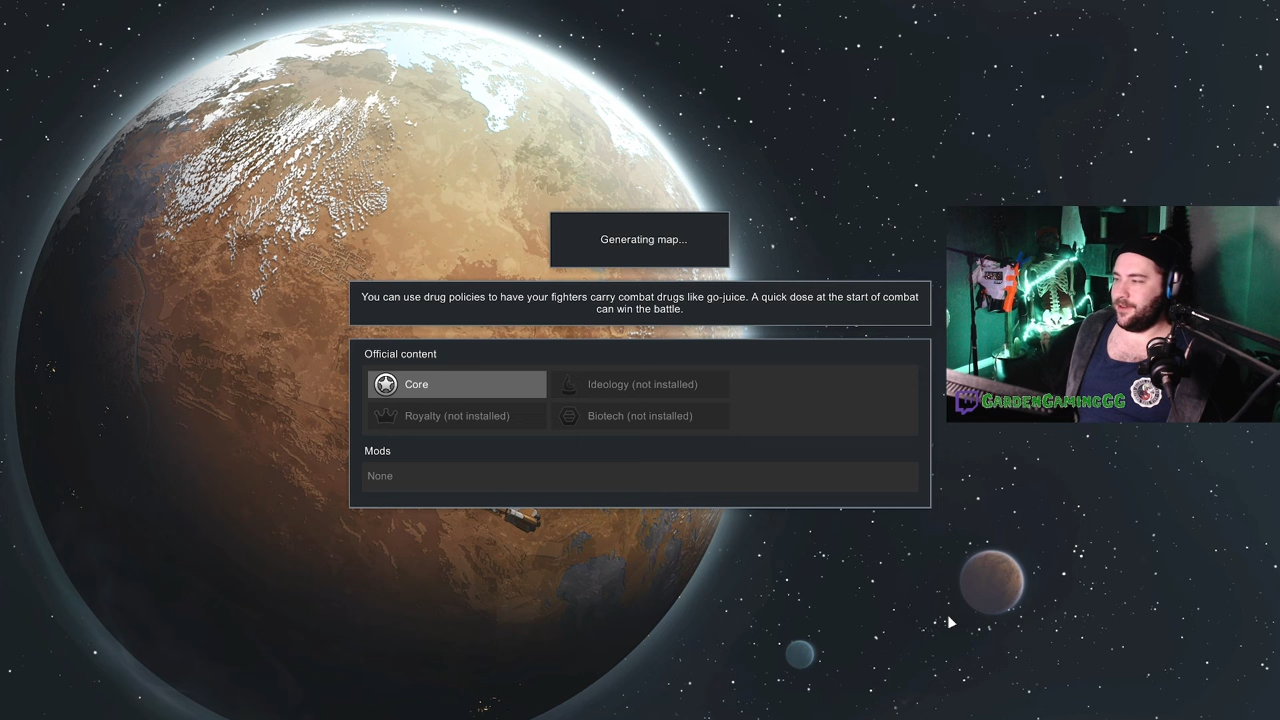 Generating map...
You can use drug policies to have your fighters carry combat drugs like go-juice. A quick dose at the start of combat
can win the battle.
Official content
Core
Ideology (not installed)
Royalty (not installed)
Biotech (not installed)
Mods
None
GardenGamingGG